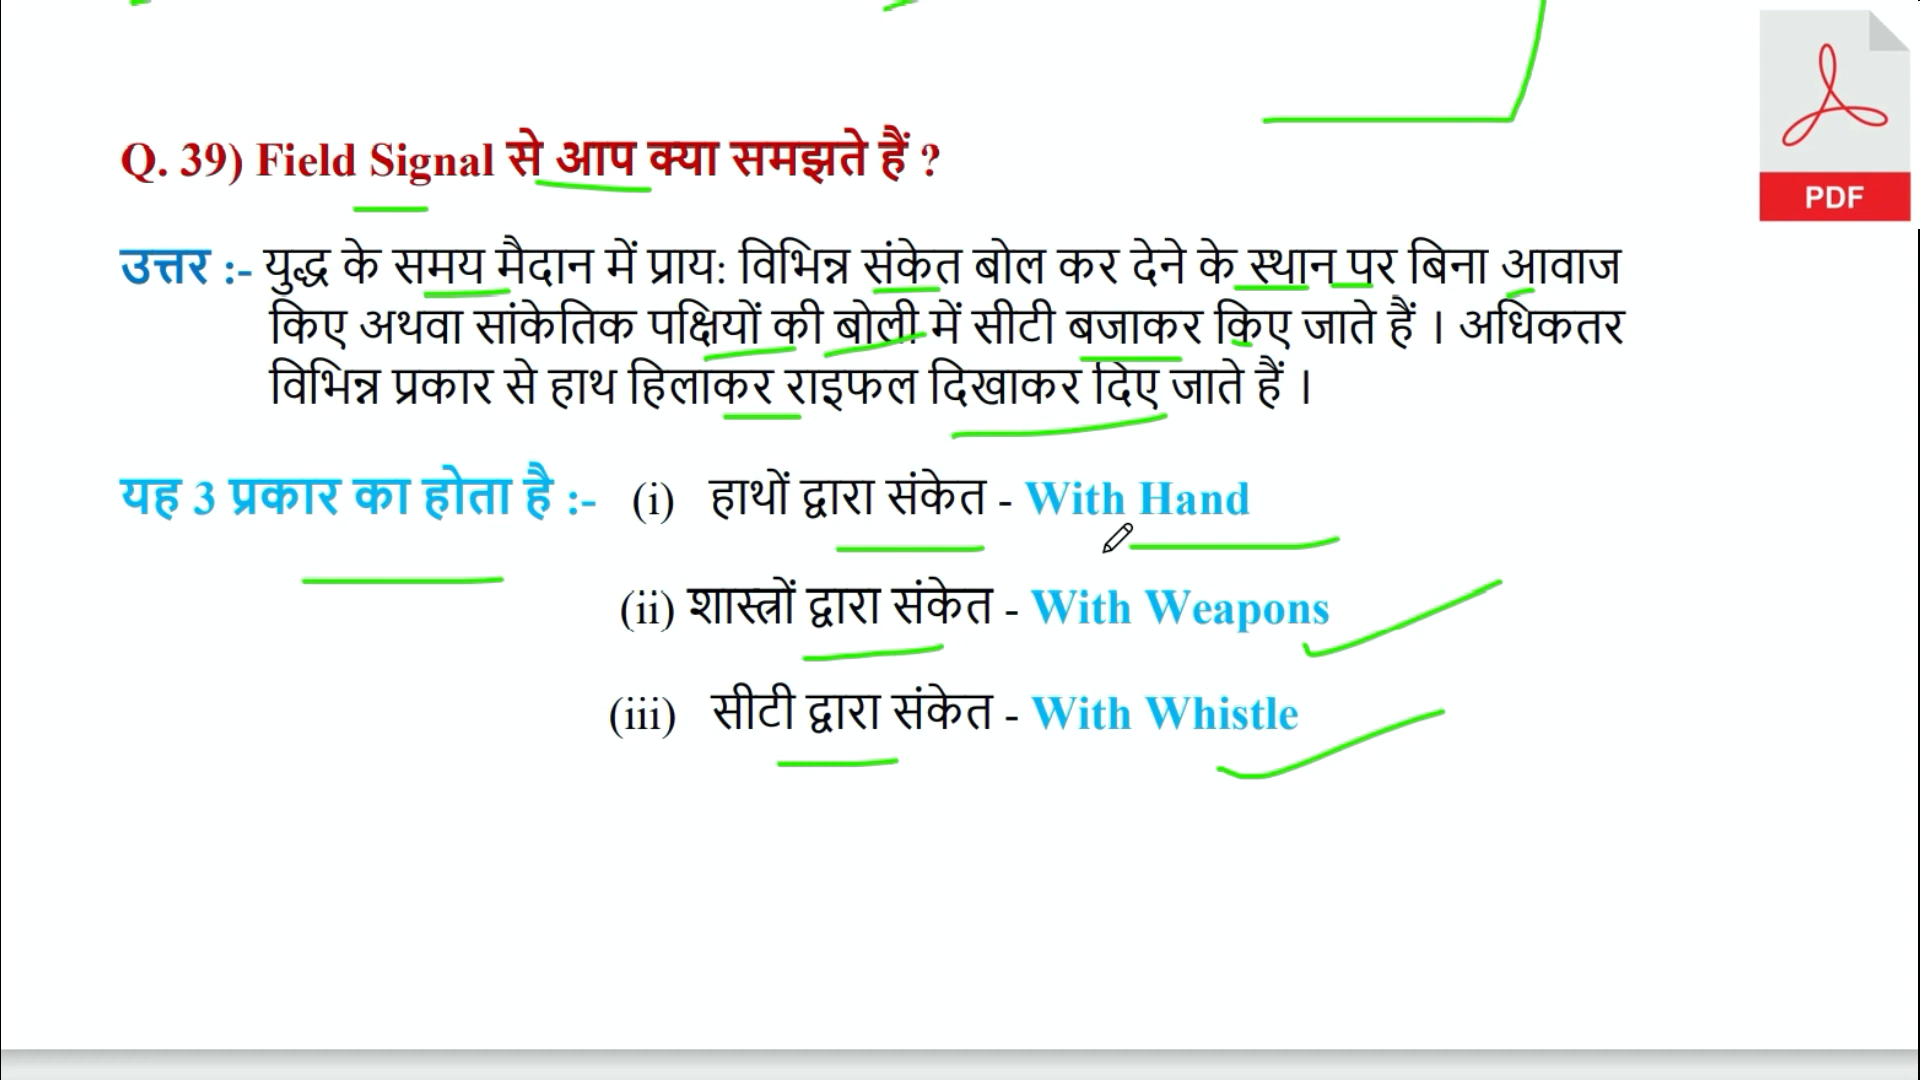 Q. 39) Field Signal से आप क्या समझते हैं ?
उत्तर :- युद्ध के समय मैदान में प्राय: विभिन्न संकेत बोल कर देने के स्थान पर बिना आवाज
किए अथवा सांकेतिक पक्षियों की बोली में सीटी बजाकर किए जाते हैं । अधिकतर
विभिन्न प्रकार से हाथ हिलाकर राइफल दिखाकर दिए जाते हैं ।
यह 3 प्रकार का होता है :- (i) हाथों द्वारा संकेत - With Hand
(ii) शास्त्रों द्वारा संकेत - With Weapons
(iii) सीटी द्वारा संकेत - With Whistle
PDF